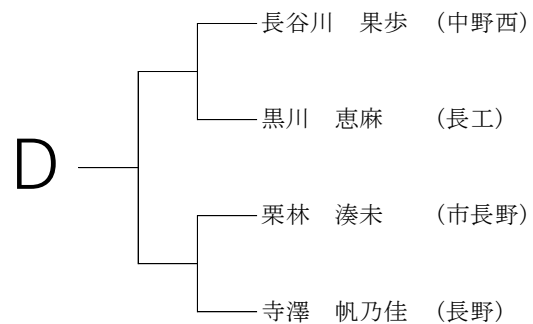 長谷川　果歩　（中野西）
黒川　恵麻　（長工）
D
栗林　湊未　（市長野）
寺澤　帆乃佳　（長野）